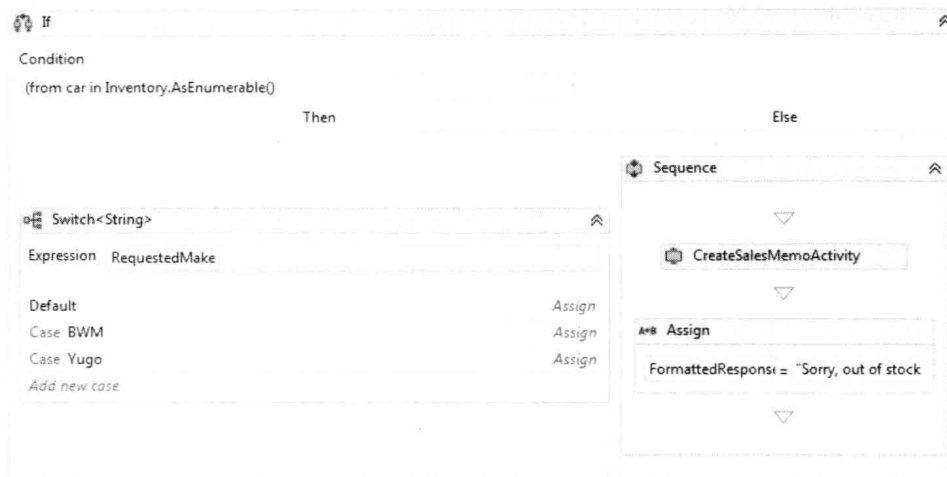 If
Condition
(from car in Inventory.AsEnumerable()
Then
Else
Switch<String>
Expression RequestedMake
Default Assign
Case BWM Assign
Case Yugo Assign
Add new case
Sequence
CreateSalesMemoActivity
A+B Assign
FormattedResponse = "Sorry, out of stock